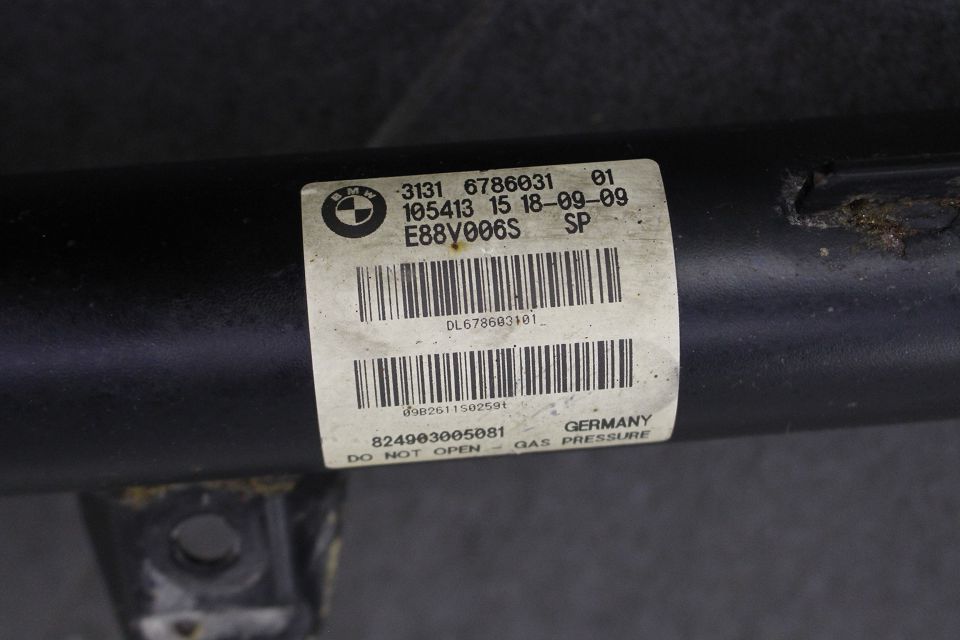 BMW
3131 6786031 01
105413 15 18-09-09
E88V006S SP
DL678603101_
09B2611S0259t
824903005081 GERMANY
DO NOT OPEN - GAS PRESSURE